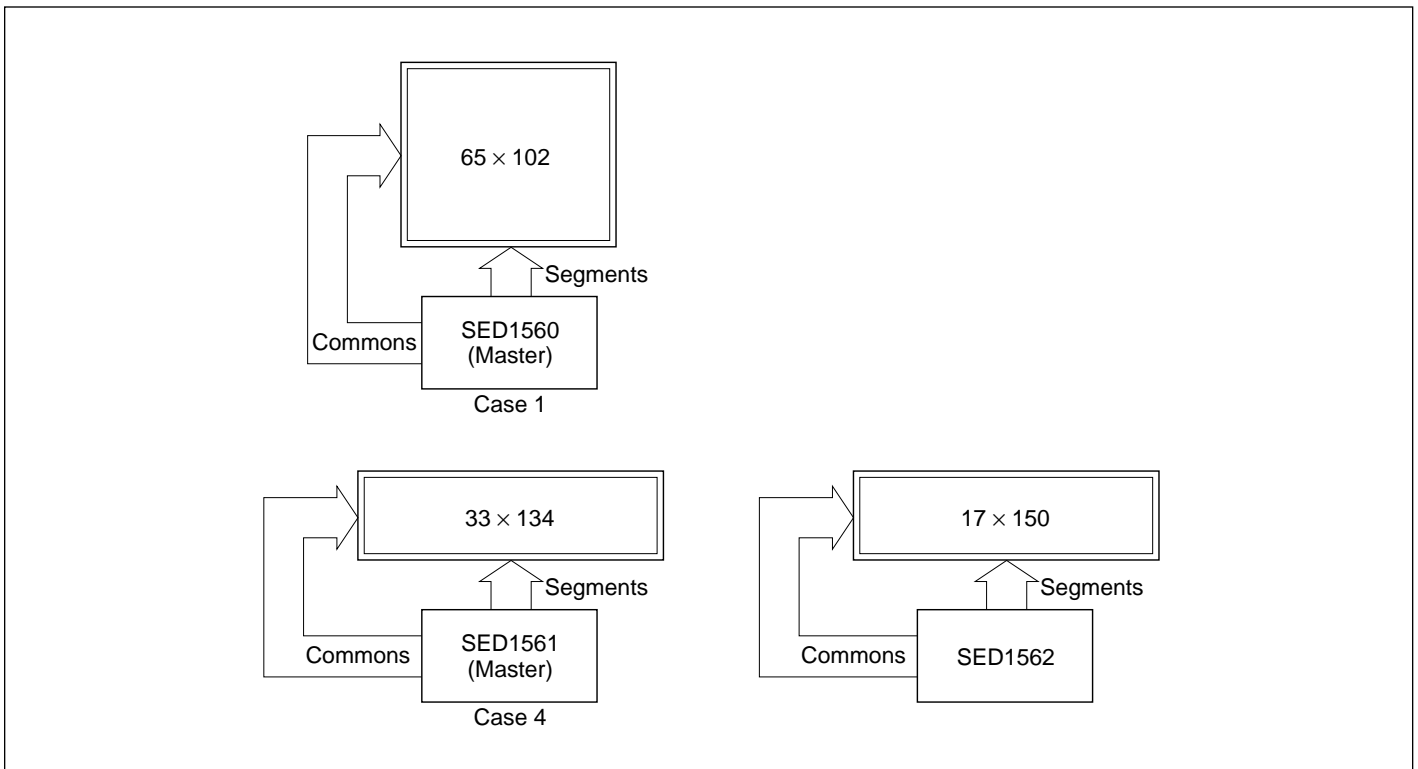 65 × 102
Segments
SED1560
(Master)
Commons
Case 1
33 × 134
Segments
SED1561
(Master)
Commons
Case 4
17 × 150
Segments
SED1562
Commons